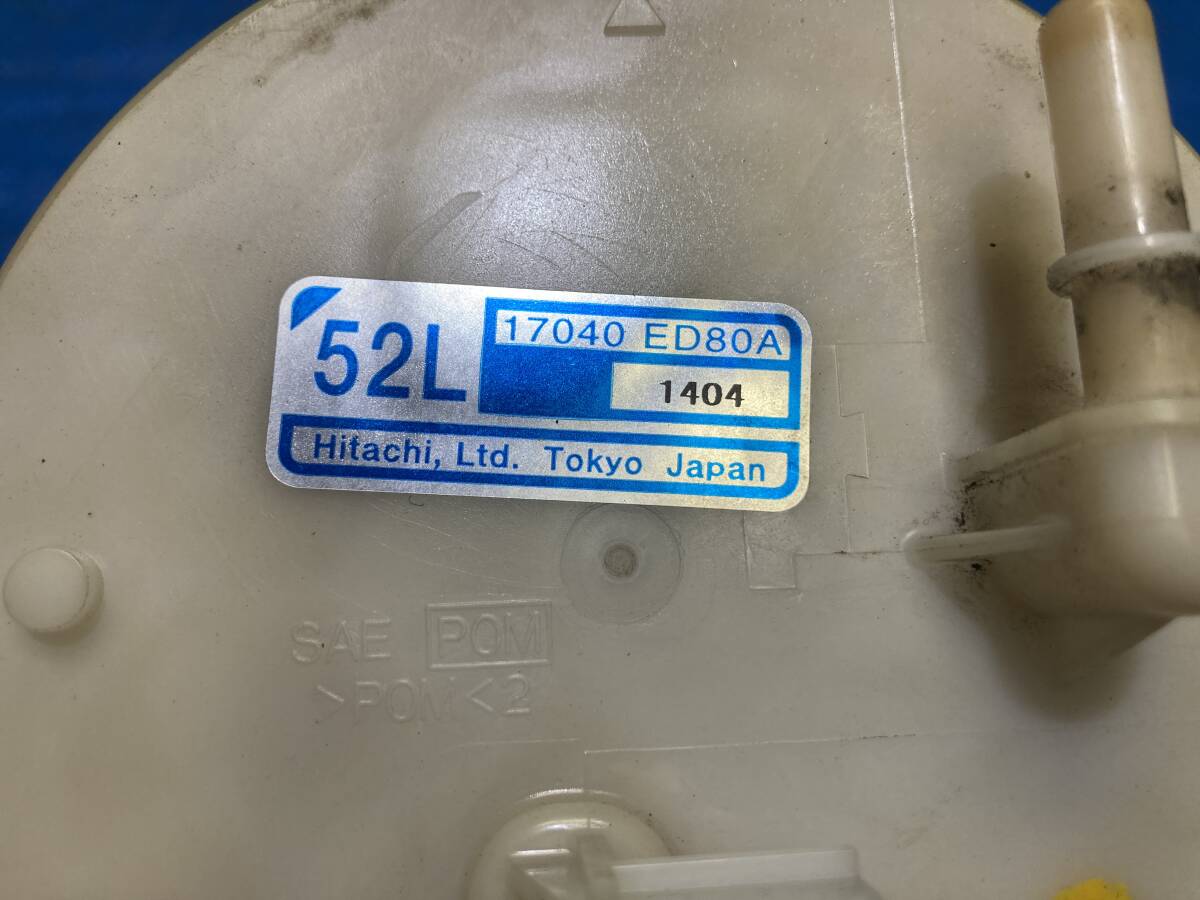 52L
17040 ED80A
1404
Hitachi, Ltd. Tokyo Japan
SAE POM
>POM<2